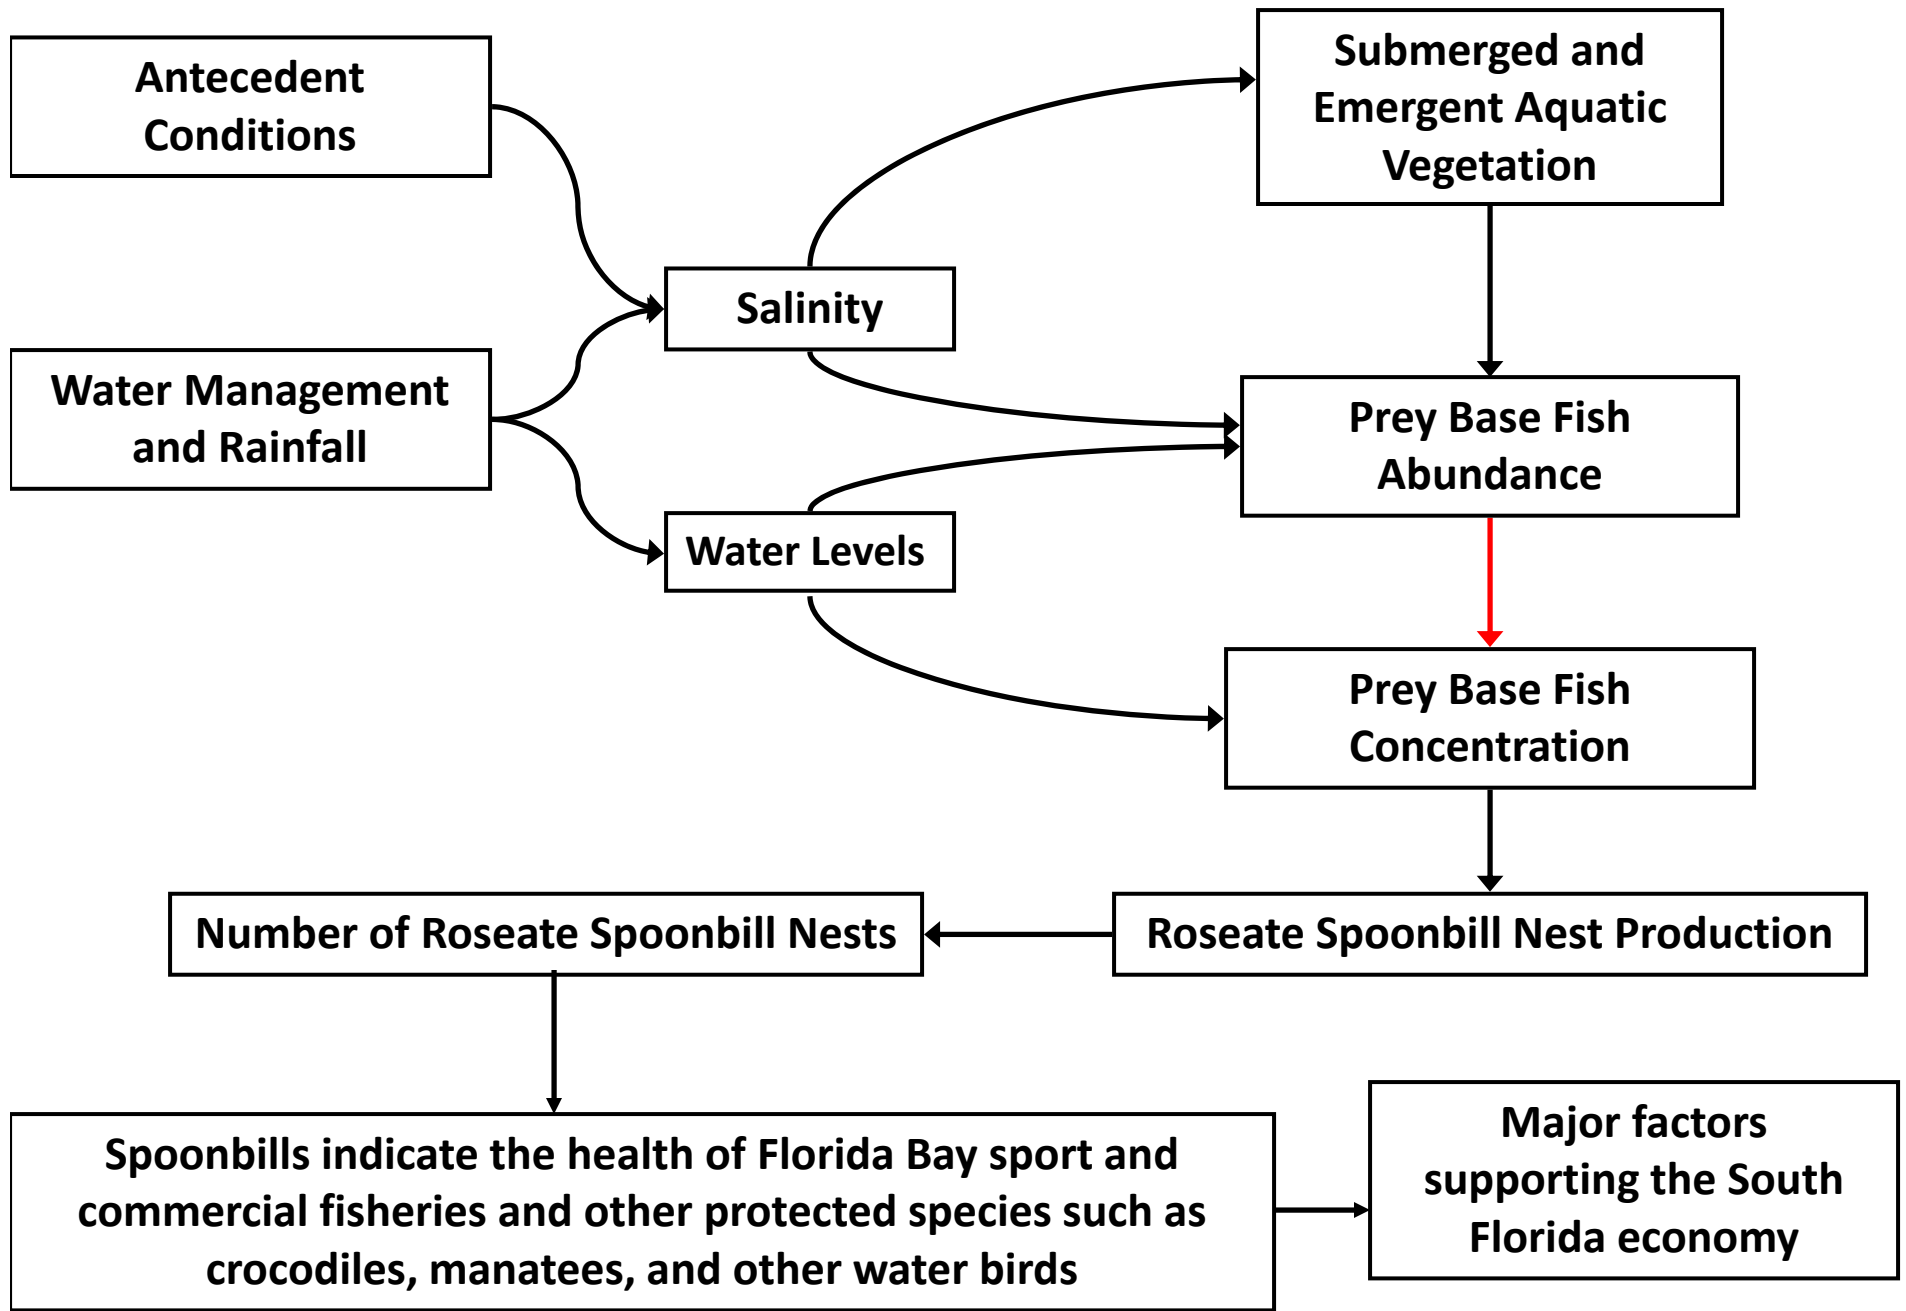 Antecedent
Conditions
Submerged and
Emergent Aquatic
Vegetation
Salinity
Water Management
and Rainfall
Prey Base Fish
Abundance
Water Levels
Prey Base Fish
Concentration
Number of Roseate Spoonbill Nests
Roseate Spoonbill Nest Production
Spoonbills indicate the health of Florida Bay sport and
commercial fisheries and other protected species such as
crocodiles, manatees, and other water birds
Major factors
supporting the South
Florida economy